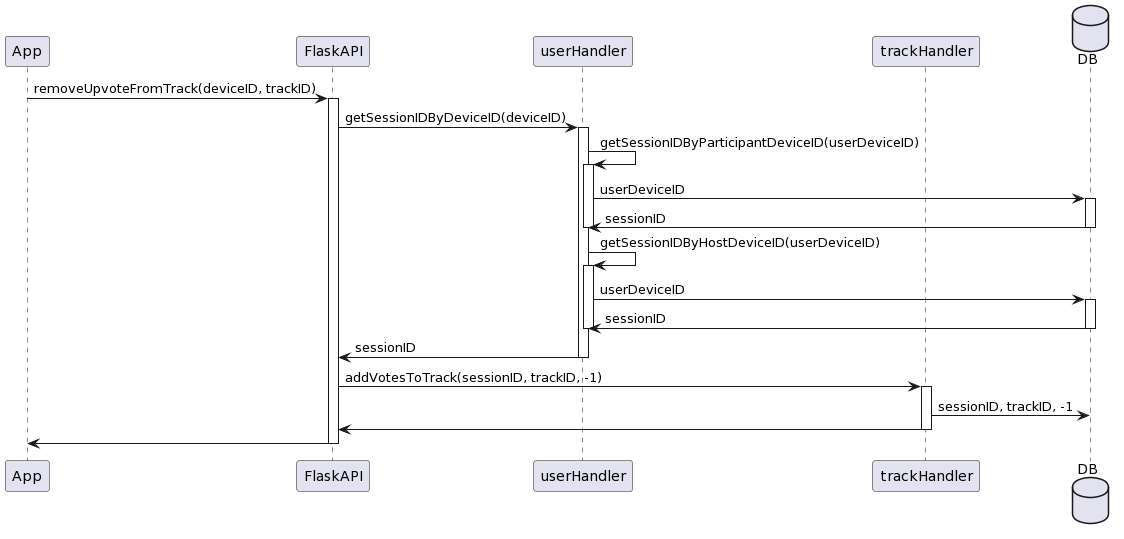 App
FlaskAPI
userHandler
trackHandler
DB
removeUpvoteFromTrack(deviceID, trackID)
getSessionIDByDeviceID(deviceID)
getSessionIDByParticipantDeviceID(userDeviceID)
userDeviceID
sessionID
getSessionIDByHostDeviceID(userDeviceID)
userDeviceID
sessionID
sessionID
addVotesToTrack(sessionID, trackID, -1)
sessionID, trackID, -1
App
FlaskAPI
userHandler
trackHandler
DB